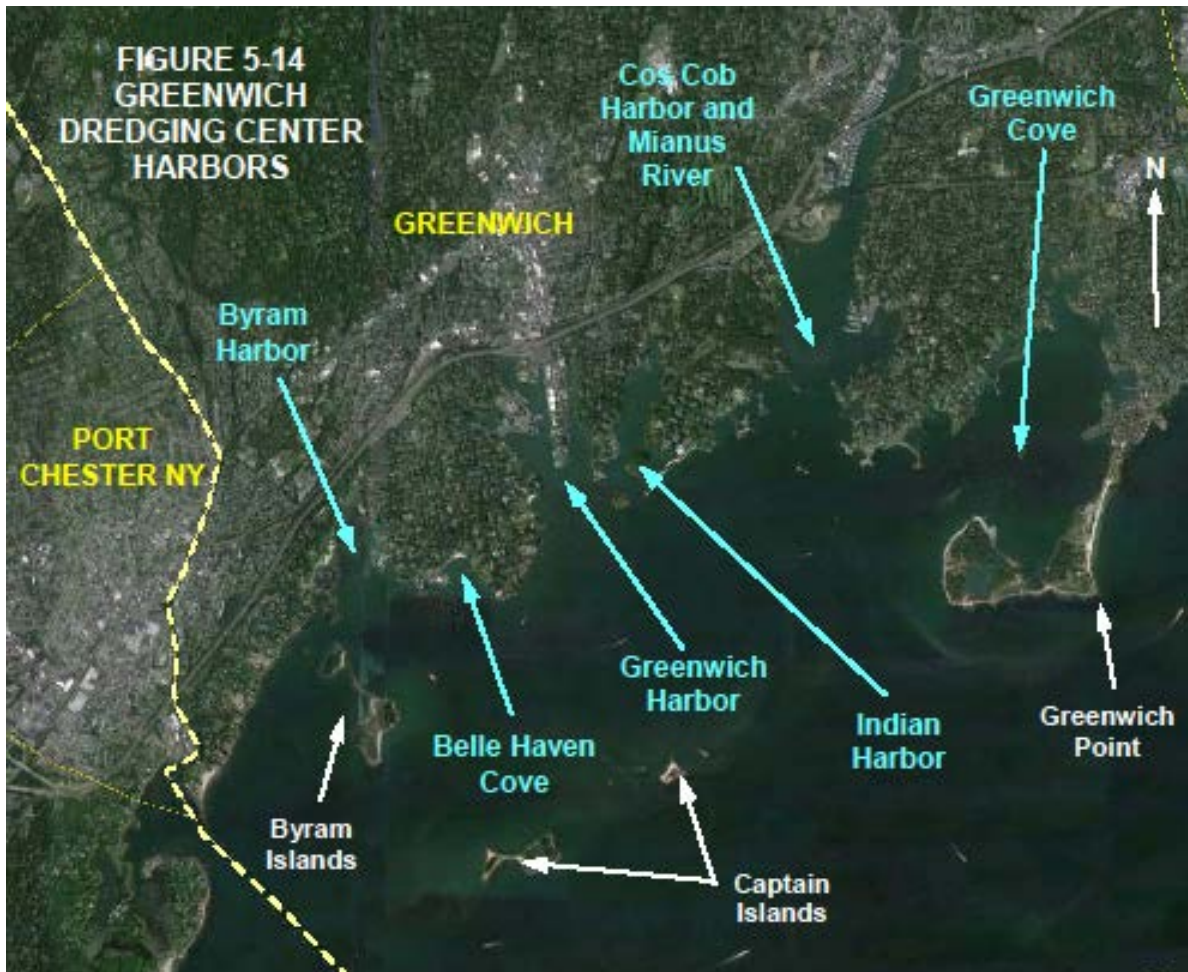 FIGURE 5-14
GREENWICH
DREDGING CENTER
HARBORS
Cos Cob
Harbor and
Mianus
River
Greenwich
Cove
N
GREENWICH
Byram
Harbor
PORT
CHESTER NY
Greenwich
Harbor
Indian
Harbor
Greenwich
Point
Belle Haven
Cove
Byram
Islands
Captain
Islands